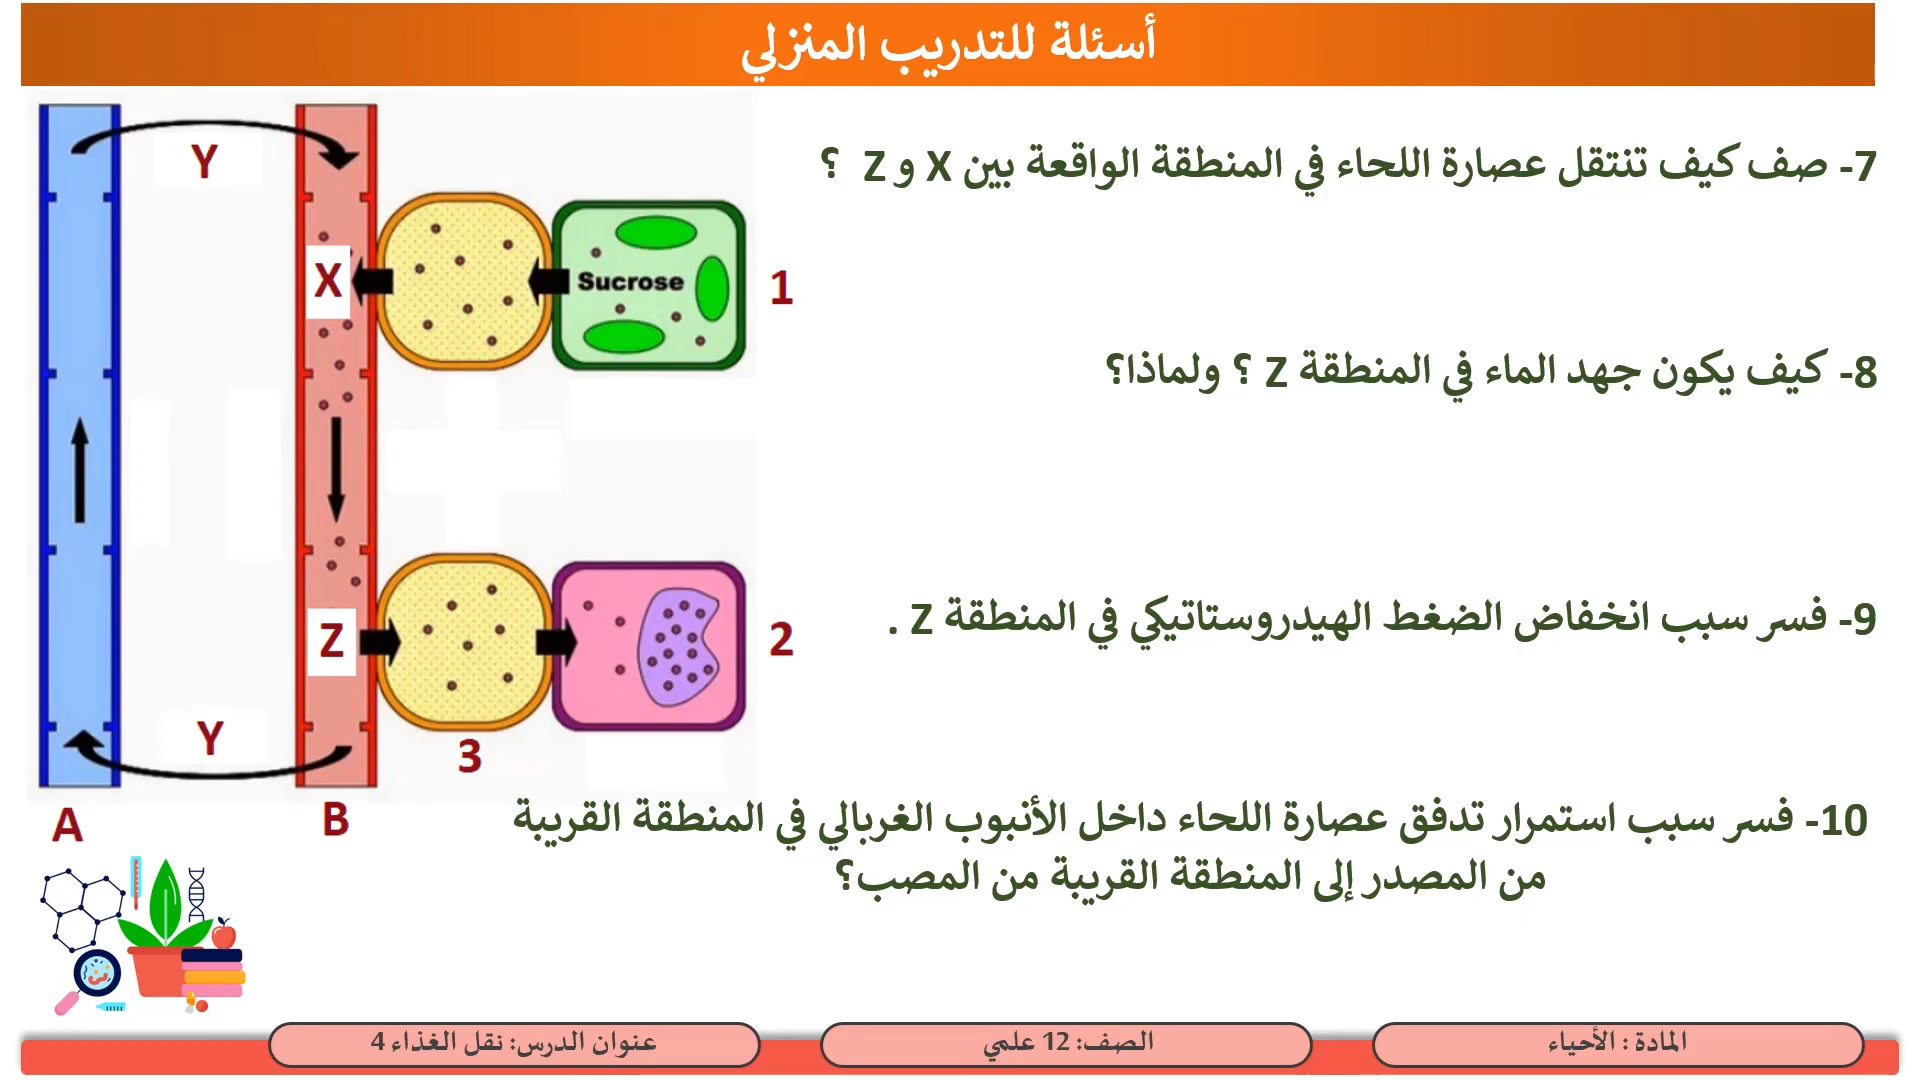 أسئلة للتدريب المنزلي
7- صف كيف تنتقل عصارة اللحاء في المنطقة الواقعة بين X و Z ؟
8- كيف يكون جهد الماء في المنطقة Z ؟ ولماذا؟
9- فسر سبب انخفاض الضغط الهيدروستاتيكي في المنطقة Z .
10- فسر سبب استمرار تدفق عصارة اللحاء داخل الأنبوب الغربالي في المنطقة القريبة
من المصدر إلى المنطقة القريبة من المصب؟
Y
X
Sucrose
1
Z
2
Y
3
A
B
المادة : الأحياء
الصف: 12 علمي
عنوان الدرس: نقل الغذاء 4